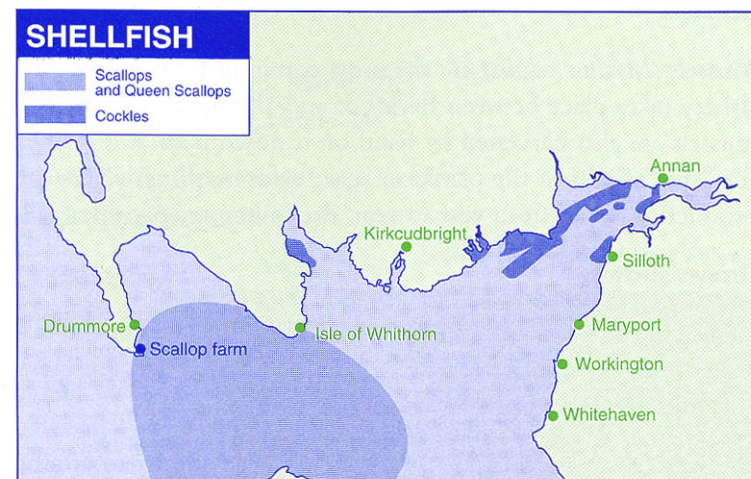 SHELLFISH
Scallops
and Queen Scallops
Cockles
Annan
Kirkcudbright
Silloth
Drummore
Isle of Whithorn
Maryport
Scallop farm
Workington
Whitehaven